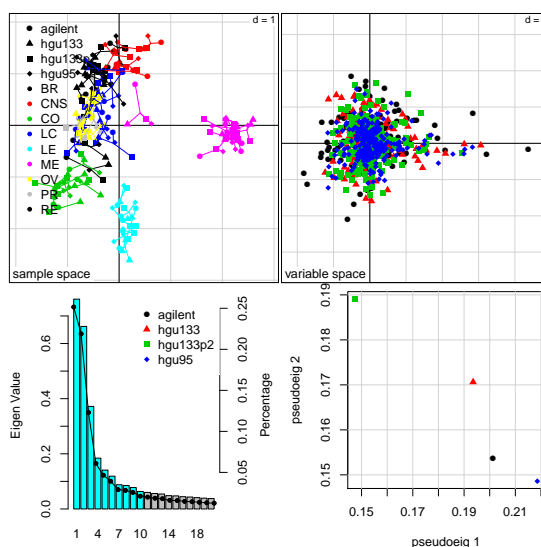 d = 1
agilent
hgu133
hgu133p
hgu95
BR
CNS
CO
LC
LE
ME
OV
PR
RE
sample space
d =
variable space
Eigen Value
0.0
0.2
0.4
0.6
1
4
7
10
14
18
Percentage
0.05
0.10
0.15
0.20
0.25
agilent
hgu133
hgu133p2
hgu95
pseudoeig 2
0.15
0.16
0.17
0.18
0.19
0.15
0.17
0.19
0.21
pseudoeig 1